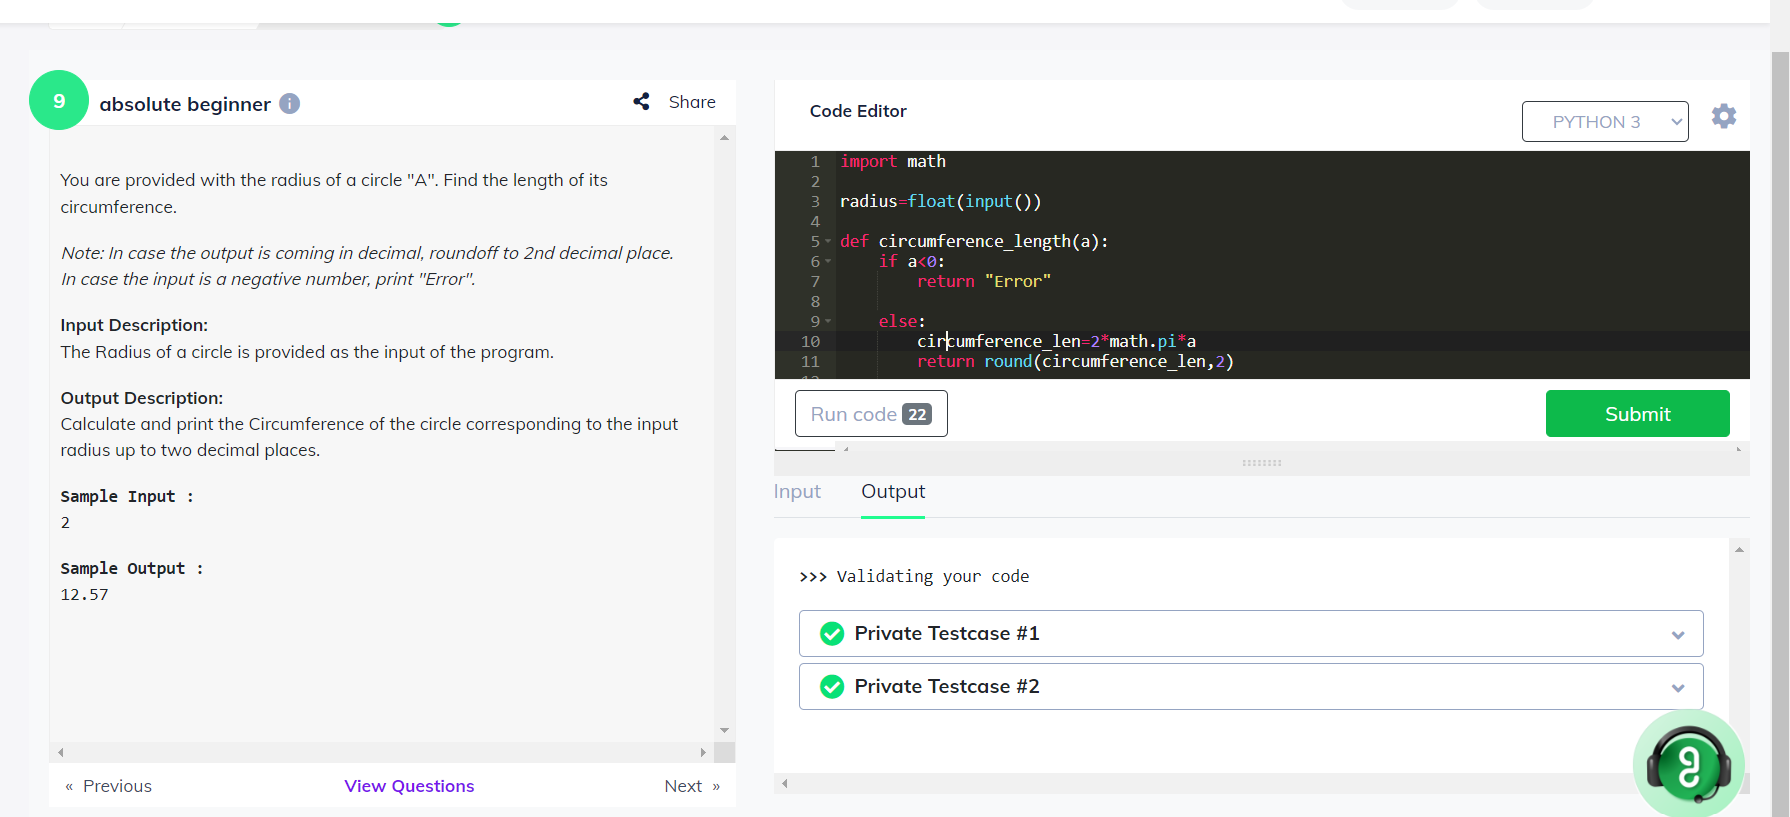 9
absolute beginner
Share
You are provided with the radius of a circle "A". Find the length of its
circumference.
Note: In case the output is coming in decimal, roundoff to 2nd decimal place.
In case the input is a negative number, print "Error".
Input Description:
The Radius of a circle is provided as the input of the program.
Output Description:
Calculate and print the Circumference of the circle corresponding to the input
radius up to two decimal places.
Sample Input :
2
Sample Output :
12.57
« Previous
View Questions
Next »
Code Editor
PYTHON 3
1 import math
2
3 radius=float(input())
4
5 def circumference_length(a):
6 if a<0:
7 return "Error"
8
9 else:
10 circumference_len=2*math.pi*a
11 return round(circumference_len,2)
Run code 22
Submit
Input
Output
>>> Validating your code
Private Testcase #1
Private Testcase #2